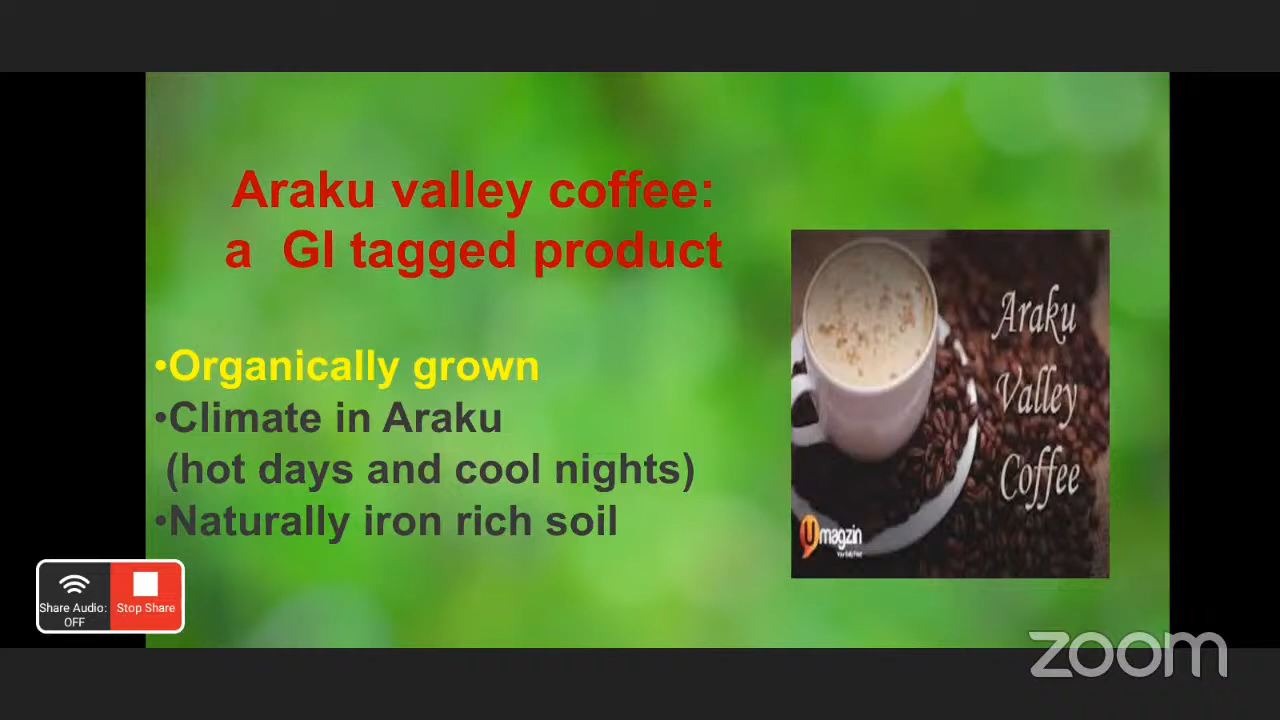 Araku valley coffee:
a GI tagged product
•Organically grown
•Climate in Araku
(hot days and cool nights)
•Naturally iron rich soil
Araku
Valley
Coffee
Umagzin
Share Audio:
OFF
Stop Share
zoom